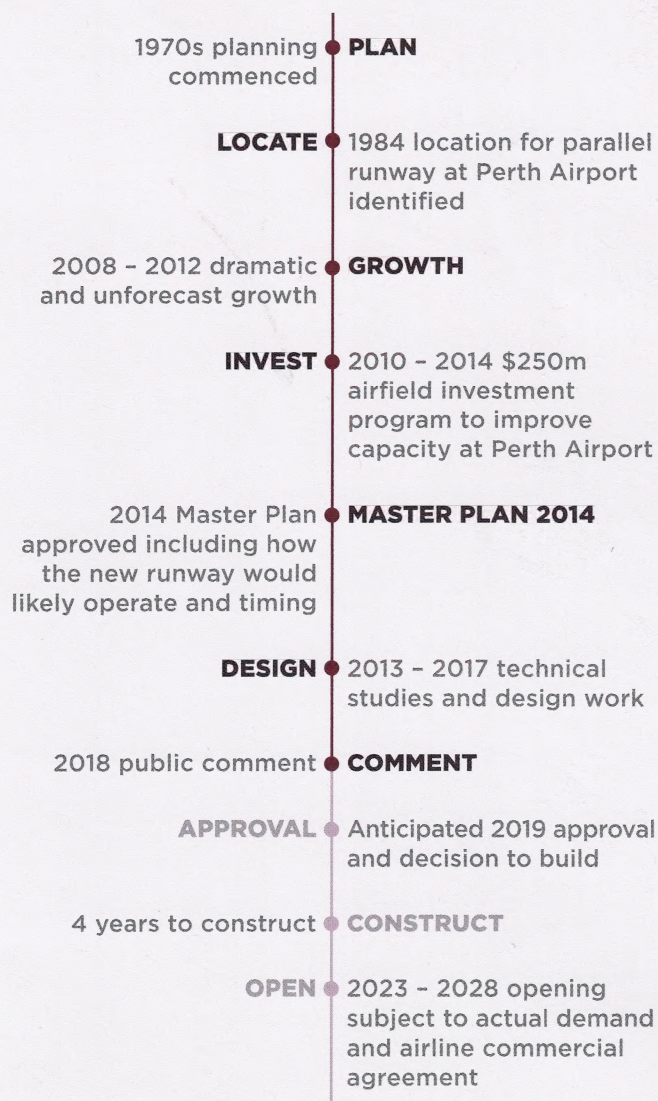 1970s planning
commenced
PLAN
LOCATE
1984 location for parallel
runway at Perth Airport
identified
2008 – 2012 dramatic
and unforecast growth
GROWTH
INVEST
2010 – 2014 $250m
airfield investment
program to improve
capacity at Perth Airport
2014 Master Plan
approved including how
the new runway would
likely operate and timing
MASTER PLAN 2014
DESIGN
2013 – 2017 technical
studies and design work
2018 public comment
COMMENT
APPROVAL
Anticipated 2019 approval
and decision to build
4 years to construct
CONSTRUCT
OPEN
2023 – 2028 opening
subject to actual demand
and airline commercial
agreement